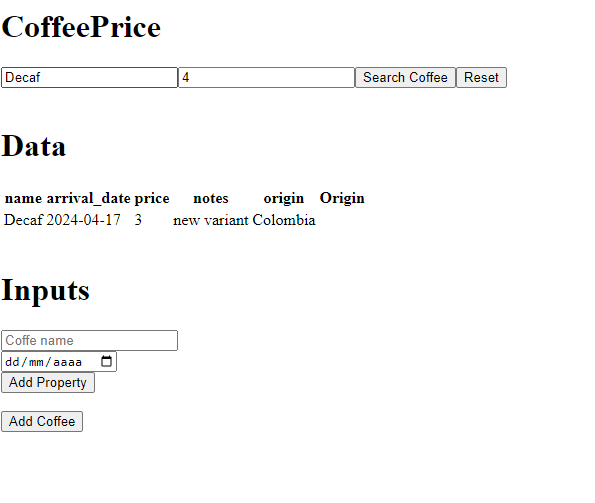 CoffeePrice
Decaf 4 Search Coffee Reset
Data
name arrival_date price notes origin Origin
Decaf 2024-04-17 3 new variant Colombia
Inputs
Coffe name
dd/mm/aaaa
Add Property
Add Coffee